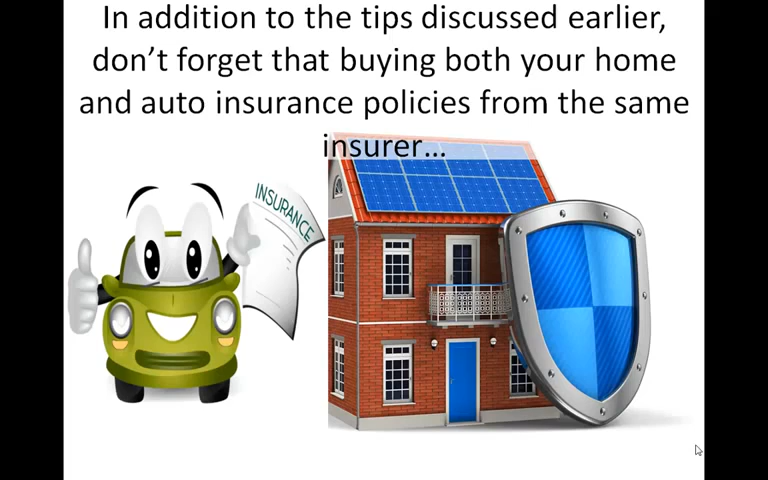 In addition to the tips discussed earlier,
don’t forget that buying both your home
and auto insurance policies from the same
insurer…
INSURANCE